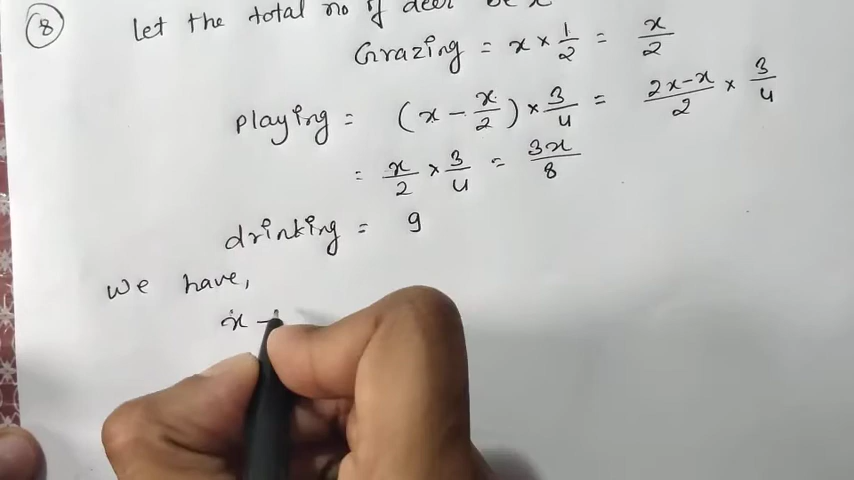 8 Let the total no of deer be x
Grazing = x × 1/2 = x/2
playing = (x - x/2) × 3/4 = 2x-x/2 × 3/4
= x/2 × 3/4 = 3x/8
drinking = 9
we have,
x -